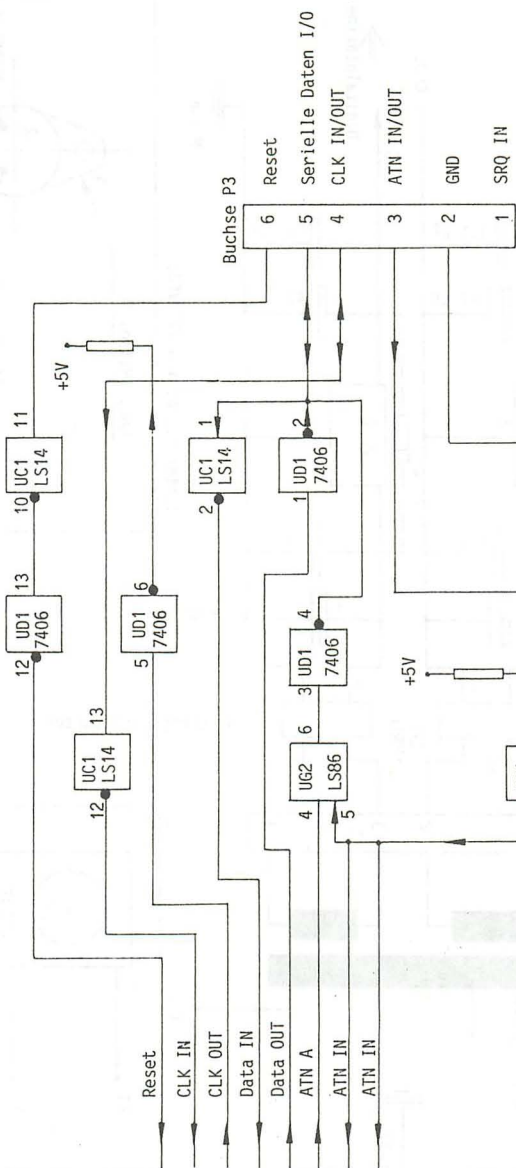 Buchse P3
6 Reset
5 Serielle Daten I/O
4 CLK IN/OUT
3 ATN IN/OUT
2 GND
1 SRQ IN
+5V
11
UC1
LS14
10
13
UD1
7406
12
13
UC1
LS14
12
6
UD1
7406
5
1
UC1
LS14
2
2
UD1
7406
1
4
UD1
7406
3
6
UG2
LS86
4
5
+5V
Reset
CLK IN
CLK OUT
Data IN
Data OUT
ATN A
ATN IN
ATN IN